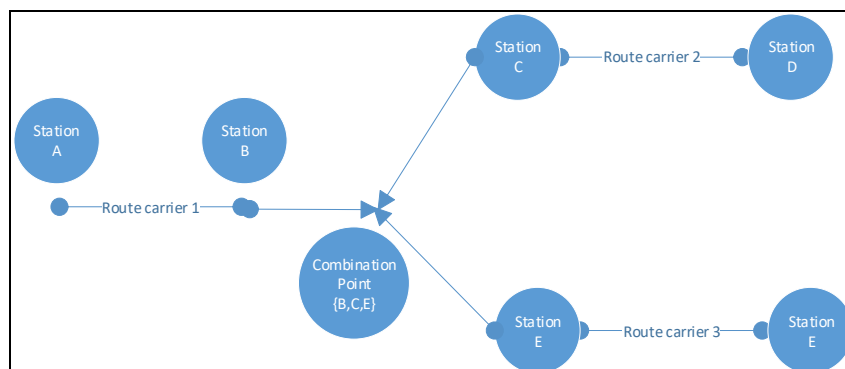 Station
C
Route carrier 2
Station
D
Station
A
Station
B
Route carrier 1
Combination
Point
{B,C,E}
Station
E
Route carrier 3
Station
E